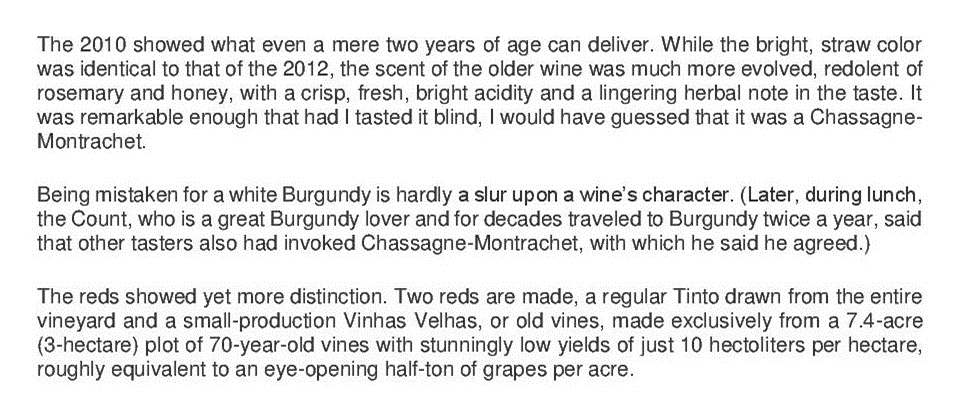 The 2010 showed what even a mere two years of age can deliver. While the bright, straw color
was identical to that of the 2012, the scent of the older wine was much more evolved, redolent of
rosemary and honey, with a crisp, fresh, bright acidity and a lingering herbal note in the taste. It
was remarkable enough that had I tasted it blind, I would have guessed that it was a Chassagne-
Montrachet.
Being mistaken for a white Burgundy is hardly a slur upon a wine's character. (Later, during lunch,
the Count, who is a great Burgundy lover and for decades traveled to Burgundy twice a year, said
that other tasters also had invoked Chassagne-Montrachet, with which he said he agreed.)
The reds showed yet more distinction. Two reds are made, a regular Tinto drawn from the entire
vineyard and a small-production Vinhas Velhas, or old vines, made exclusively from a 7.4-acre
(3-hectare) plot of 70-year-old vines with stunningly low yields of just 10 hectoliters per hectare,
roughly equivalent to an eye-opening half-ton of grapes per acre.